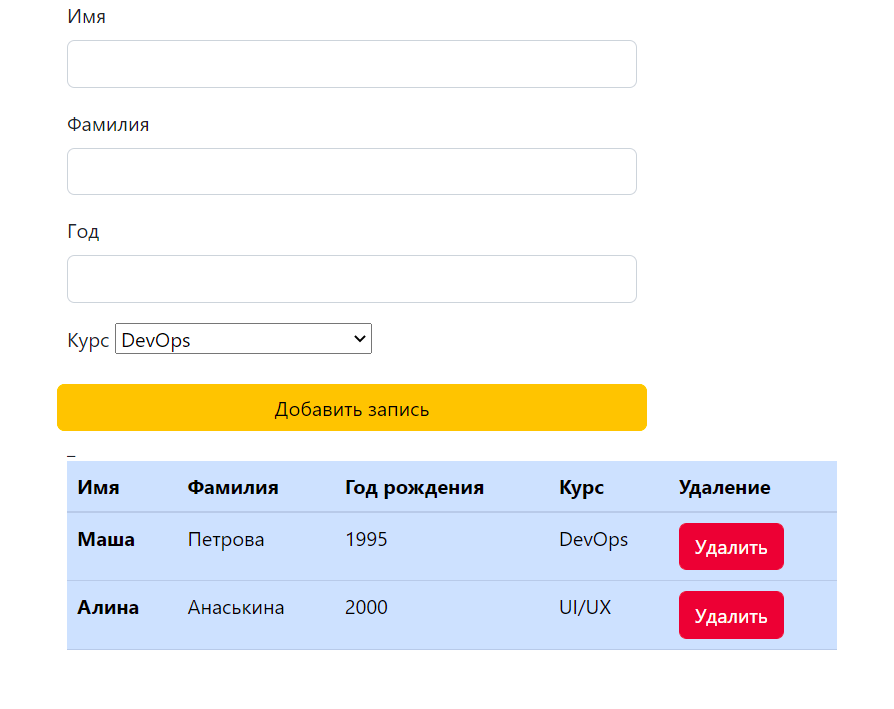 Имя
Фамилия
Год
Курс DevOps
Добавить запись
_
Имя Фамилия Год рождения Курс Удаление
Маша Петрова 1995 DevOps Удалить
Алина Анаськина 2000 UI/UX Удалить